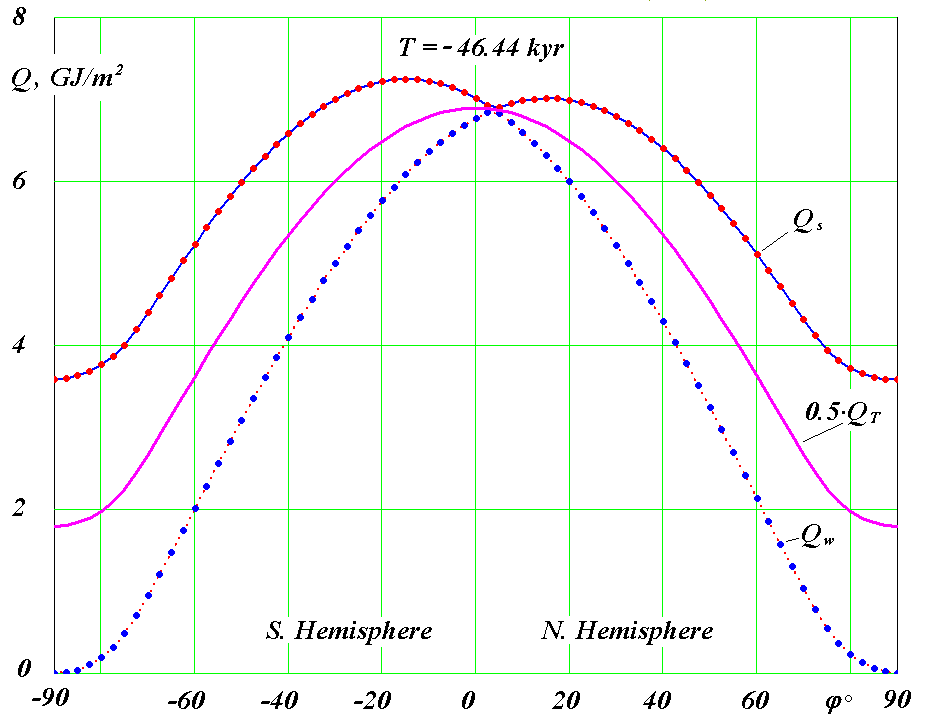 8
T = - 46.44 kyr
Q, GJ/m²
6
Qs
4
0.5·QT
2
Qw
S. Hemisphere N. Hemisphere
0
-90 -60 -40 -20 0 20 40 60 φ° 90